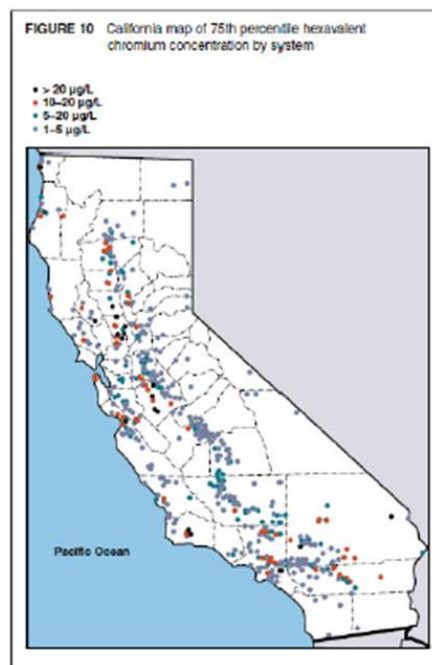 FIGURE 10 California map of 75th percentile hexavalent
chromium concentration by system
> 20 µg/L
10–20 µg/L
5–20 µg/L
1–5 µg/L
Pacific Ocean